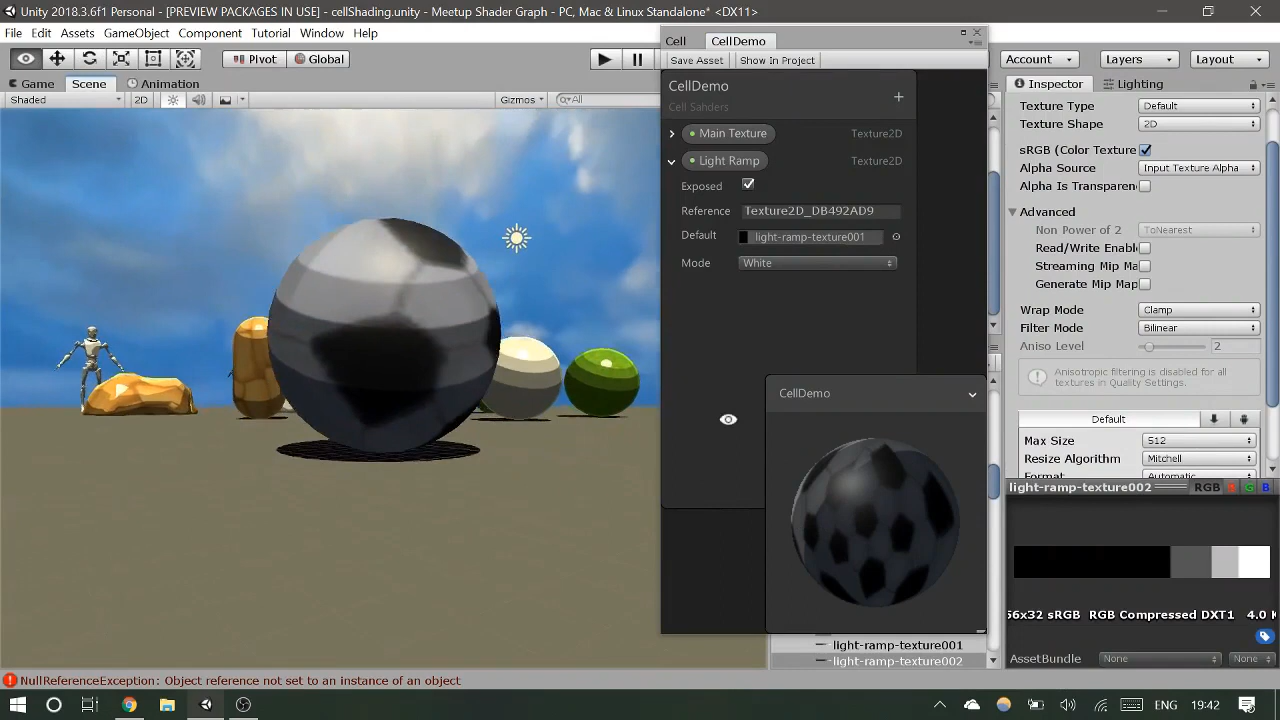 Unity 2018.3.6f1 Personal - [PREVIEW PACKAGES IN USE] - cellShading.unity - Meetup Shader Graph - PC, Mac & Linux Standalone* <DX11>
File Edit Assets GameObject Component Tutorial Window Help
Pivot Global
Account Layers Layout
Game Scene Animation
Shaded 2D Gizmos All
Cell CellDemo
Save Asset Show In Project
CellDemo
Cell Sahders
Main Texture Texture2D
Light Ramp Texture2D
Exposed
Reference Texture2D_DB492AD9
Default light-ramp-texture001
Mode White
CellDemo
light-ramp-texture001
light-ramp-texture002
Inspector Lighting
Texture Type Default
Texture Shape 2D
sRGB (Color Texture
Alpha Source Input Texture Alpha
Alpha Is Transparen
Advanced
Non Power of 2 ToNearest
Read/Write Enabl
Streaming Mip Ma
Generate Mip Map
Wrap Mode Clamp
Filter Mode Bilinear
Aniso Level 2
Anisotropic filtering is disabled for all
textures in Quality Settings.
Default
Max Size 512
Resize Algorithm Mitchell
Format Automatic
light-ramp-texture002 RGB R G B
56x32 sRGB RGB Compressed DXT1 4.0 K
AssetBundle None None
NullReferenceException: Object reference not set to an instance of an object
ENG 19:42